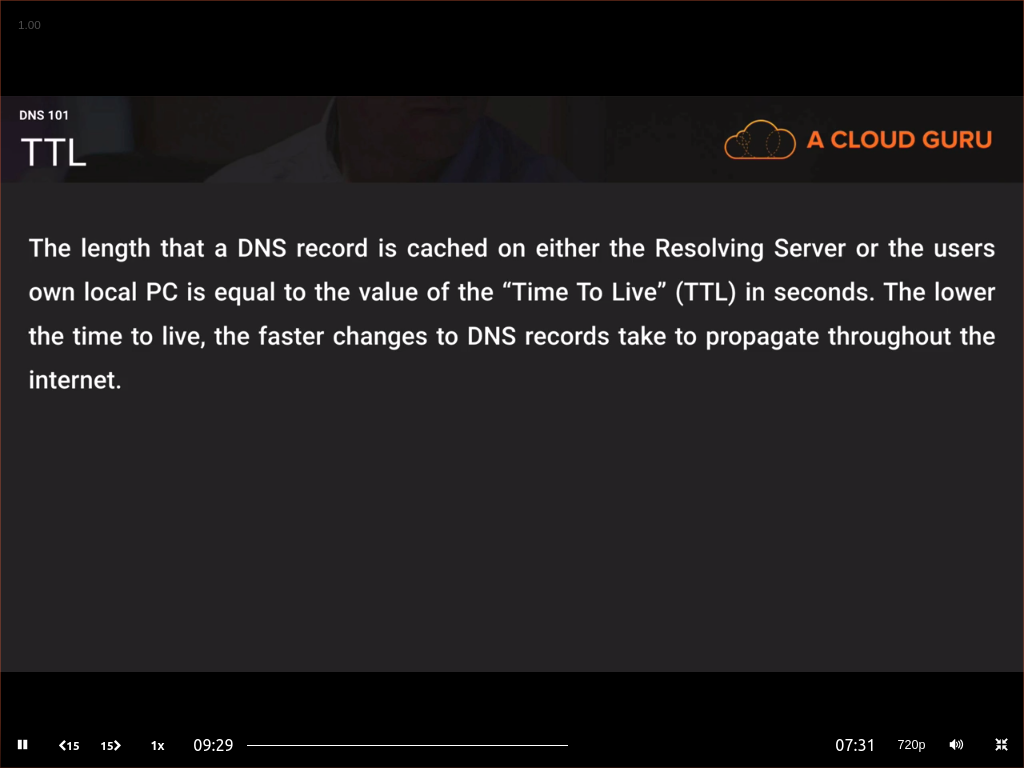 1.00
DNS 101
TTL
A CLOUD GURU
The length that a DNS record is cached on either the Resolving Server or the users
own local PC is equal to the value of the “Time To Live” (TTL) in seconds. The lower
the time to live, the faster changes to DNS records take to propagate throughout the
internet.
15 15 1x 09:29 07:31 720p